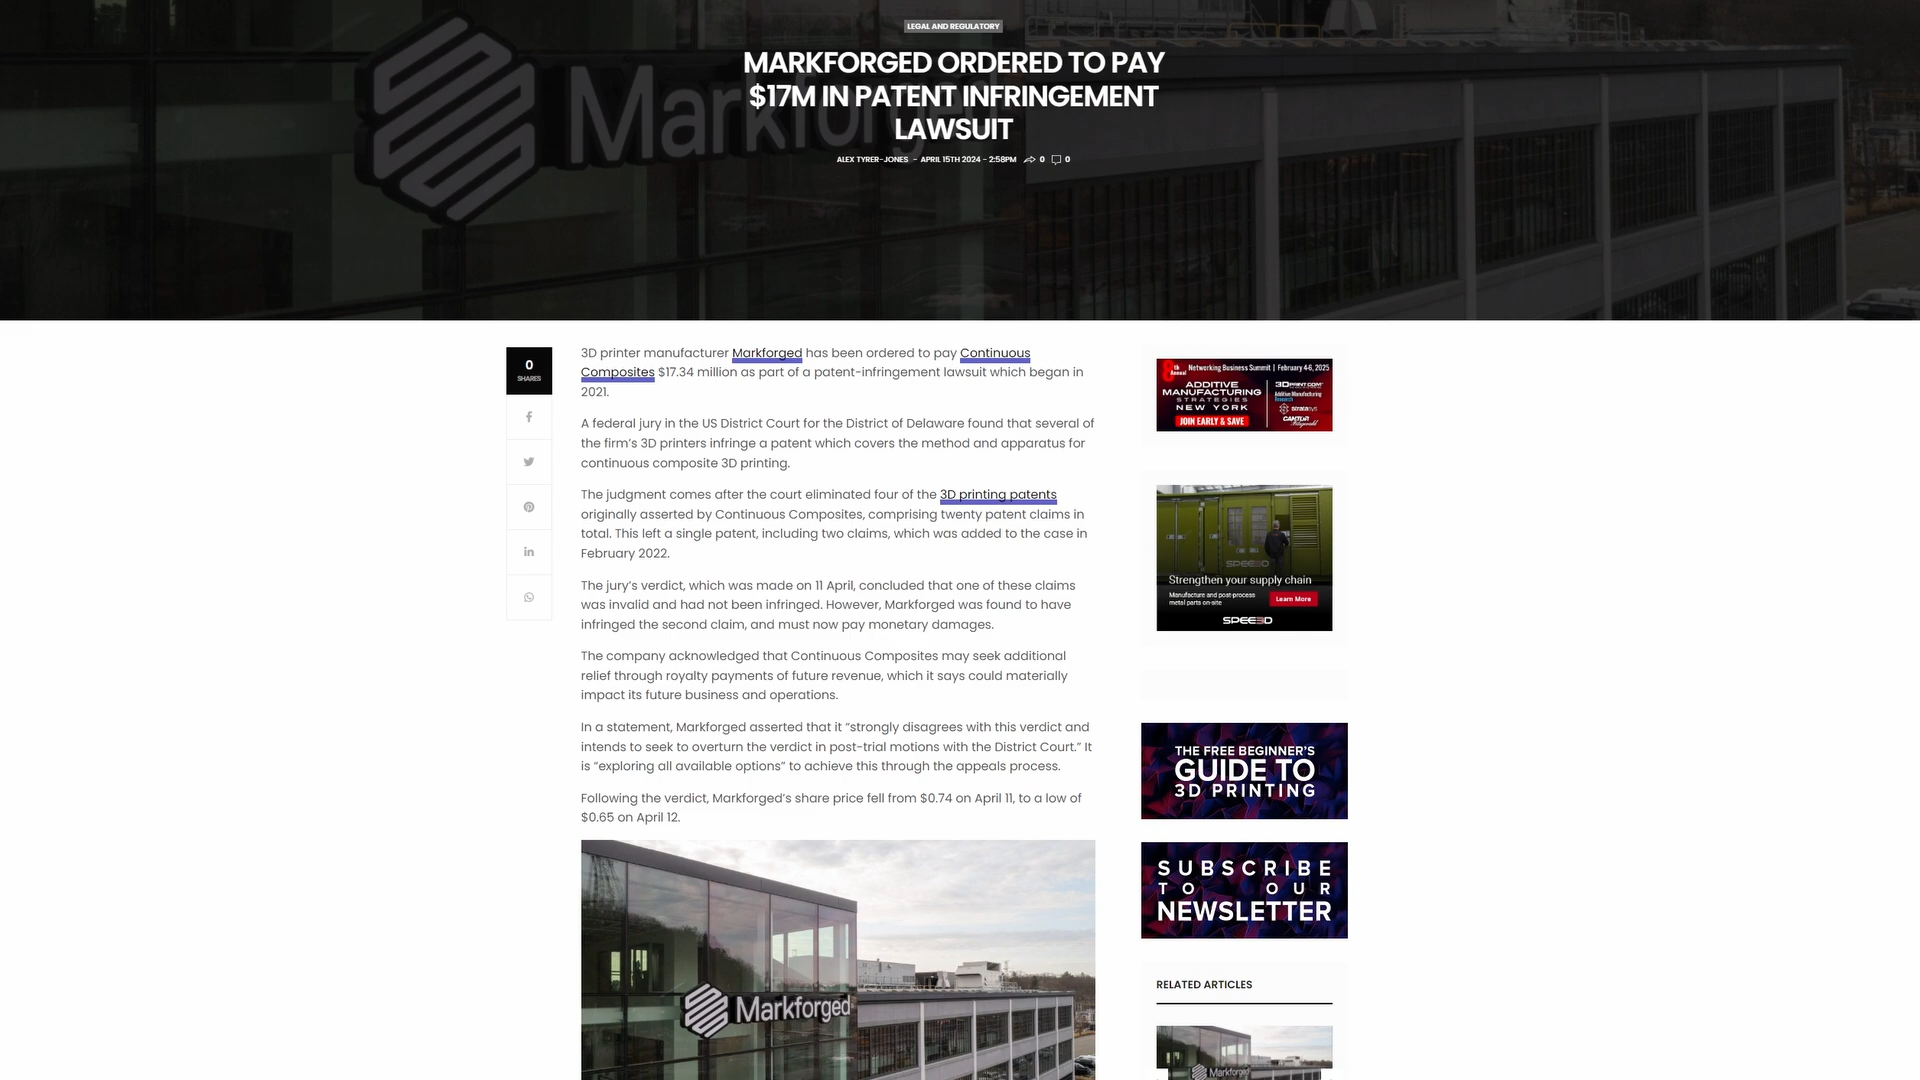 LEGAL AND REGULATORY
MARKFORGED ORDERED TO PAY
$17M IN PATENT INFRINGEMENT
LAWSUIT
ALEX TYRER-JONES - APRIL 15TH 2024 - 2:58PM 0 0
Markforged
0
SHARES
3D printer manufacturer Markforged has been ordered to pay Continuous
Composites $17.34 million as part of a patent-infringement lawsuit which began in
2021.
A federal jury in the US District Court for the District of Delaware found that several of
the firm’s 3D printers infringe a patent which covers the method and apparatus for
continuous composite 3D printing.
The judgment comes after the court eliminated four of the 3D printing patents
originally asserted by Continuous Composites, comprising twenty patent claims in
total. This left a single patent, including two claims, which was added to the case in
February 2022.
The jury’s verdict, which was made on 11 April, concluded that one of these claims
was invalid and had not been infringed. However, Markforged was found to have
infringed the second claim, and must now pay monetary damages.
The company acknowledged that Continuous Composites may seek additional
relief through royalty payments of future revenue, which it says could materially
impact its future business and operations.
In a statement, Markforged asserted that it “strongly disagrees with this verdict and
intends to seek to overturn the verdict in post-trial motions with the District Court.” It
is “exploring all available options” to achieve this through the appeals process.
Following the verdict, Markforged’s share price fell from $0.74 on April 11, to a low of
$0.65 on April 12.
Markforged
8th Annual Networking Business Summit | February 4-6, 2025
ADDITIVE
MANUFACTURING
STRATEGIES
NEW YORK
JOIN EARLY & SAVE
3DPRINT.COM
Additive Manufacturing
Research
stratasys
CANTOR
Fitzgerald
SPEE3D
Strengthen your supply chain
Manufacture and post-process
metal parts on-site
Learn More
SPEE3D
THE FREE BEGINNER’S
GUIDE TO
3D PRINTING
SUBSCRIBE
TO OUR
NEWSLETTER
RELATED ARTICLES
Markforged